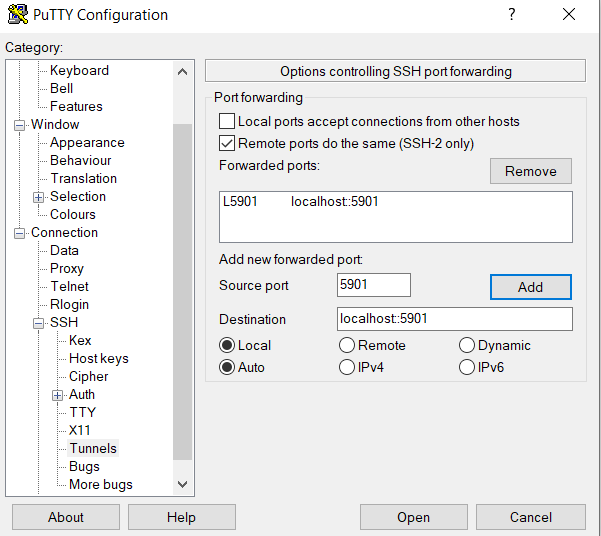 PuTTY Configuration
Category:
Keyboard
Bell
Features
Window
Appearance
Behaviour
Translation
Selection
Colours
Connection
Data
Proxy
Telnet
Rlogin
SSH
Kex
Host keys
Cipher
Auth
TTY
X11
Tunnels
Bugs
More bugs
Options controlling SSH port forwarding
Port forwarding
Local ports accept connections from other hosts
Remote ports do the same (SSH-2 only)
Forwarded ports:
Remove
L5901 localhost::5901
Add new forwarded port:
Source port 5901 Add
Destination localhost::5901
Local Remote Dynamic
Auto IPv4 IPv6
About Help Open Cancel